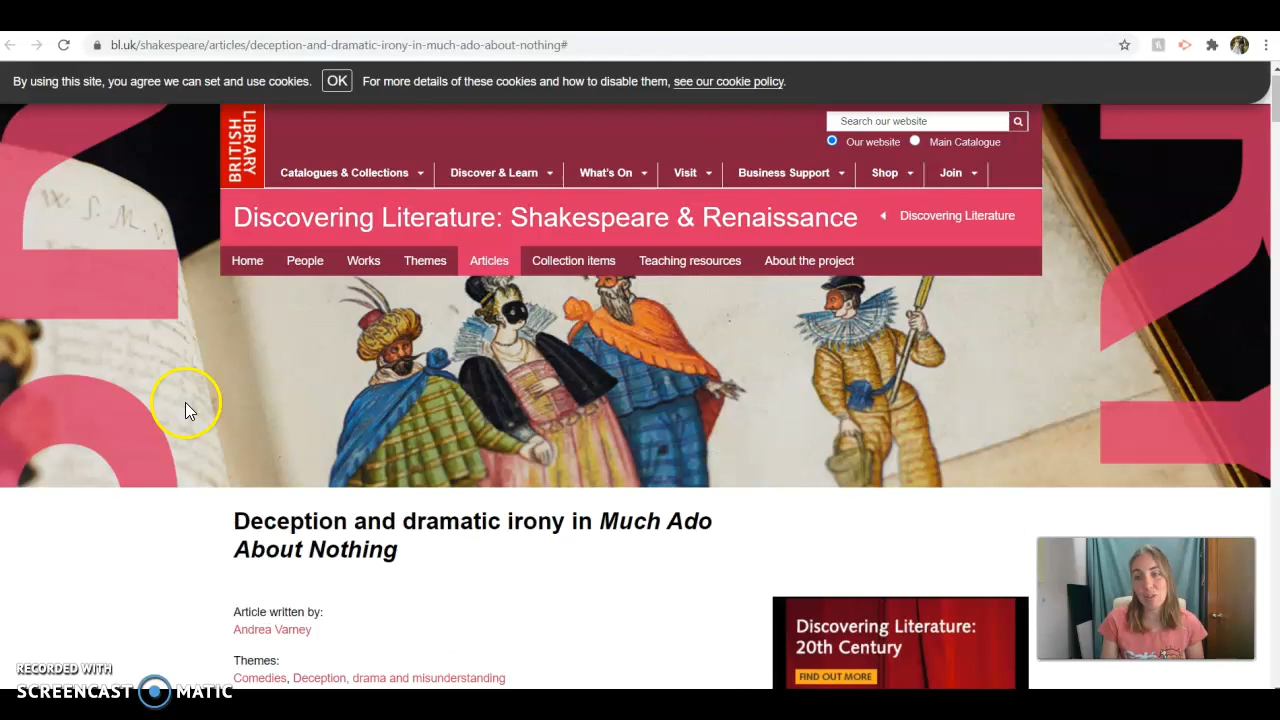 bl.uk/shakespeare/articles/deception-and-dramatic-irony-in-much-ado-about-nothing#
By using this site, you agree we can set and use cookies. OK For more details of these cookies and how to disable them, see our cookie policy.
BRITISH LIBRARY
Search our website
Our website Main Catalogue
Catalogues & Collections Discover & Learn What's On Visit Business Support Shop Join
Discovering Literature: Shakespeare & Renaissance Discovering Literature
Home People Works Themes Articles Collection items Teaching resources About the project
Deception and dramatic irony in Much Ado
About Nothing
Article written by:
Andrea Varney
Themes:
Comedies, Deception, drama and misunderstanding
Discovering Literature:
20th Century
FIND OUT MORE
RECORDED WITH
SCREENCAST MATIC